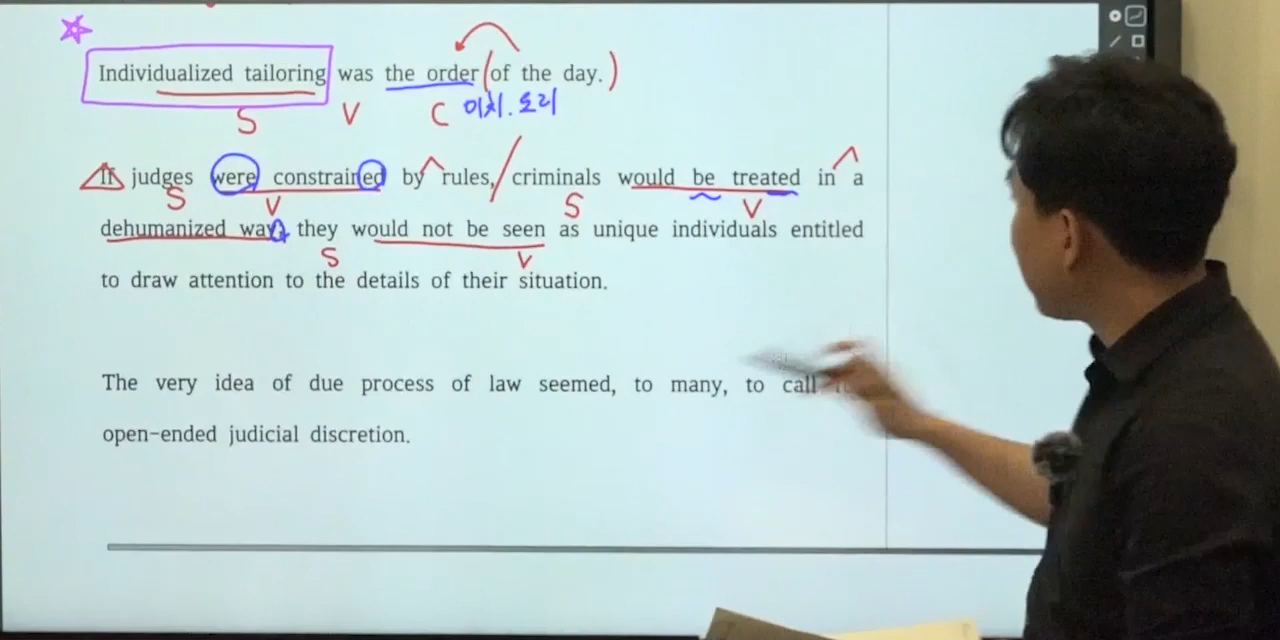 Individualized tailoring was the order (of the day.)
S V C 이치. 도리
If judges were constrained by rules, / criminals would be treated in a
S V S V
dehumanized way, they would not be seen as unique individuals entitled
S V
to draw attention to the details of their situation.
The very idea of due process of law seemed, to many, to call
open-ended judicial discretion.